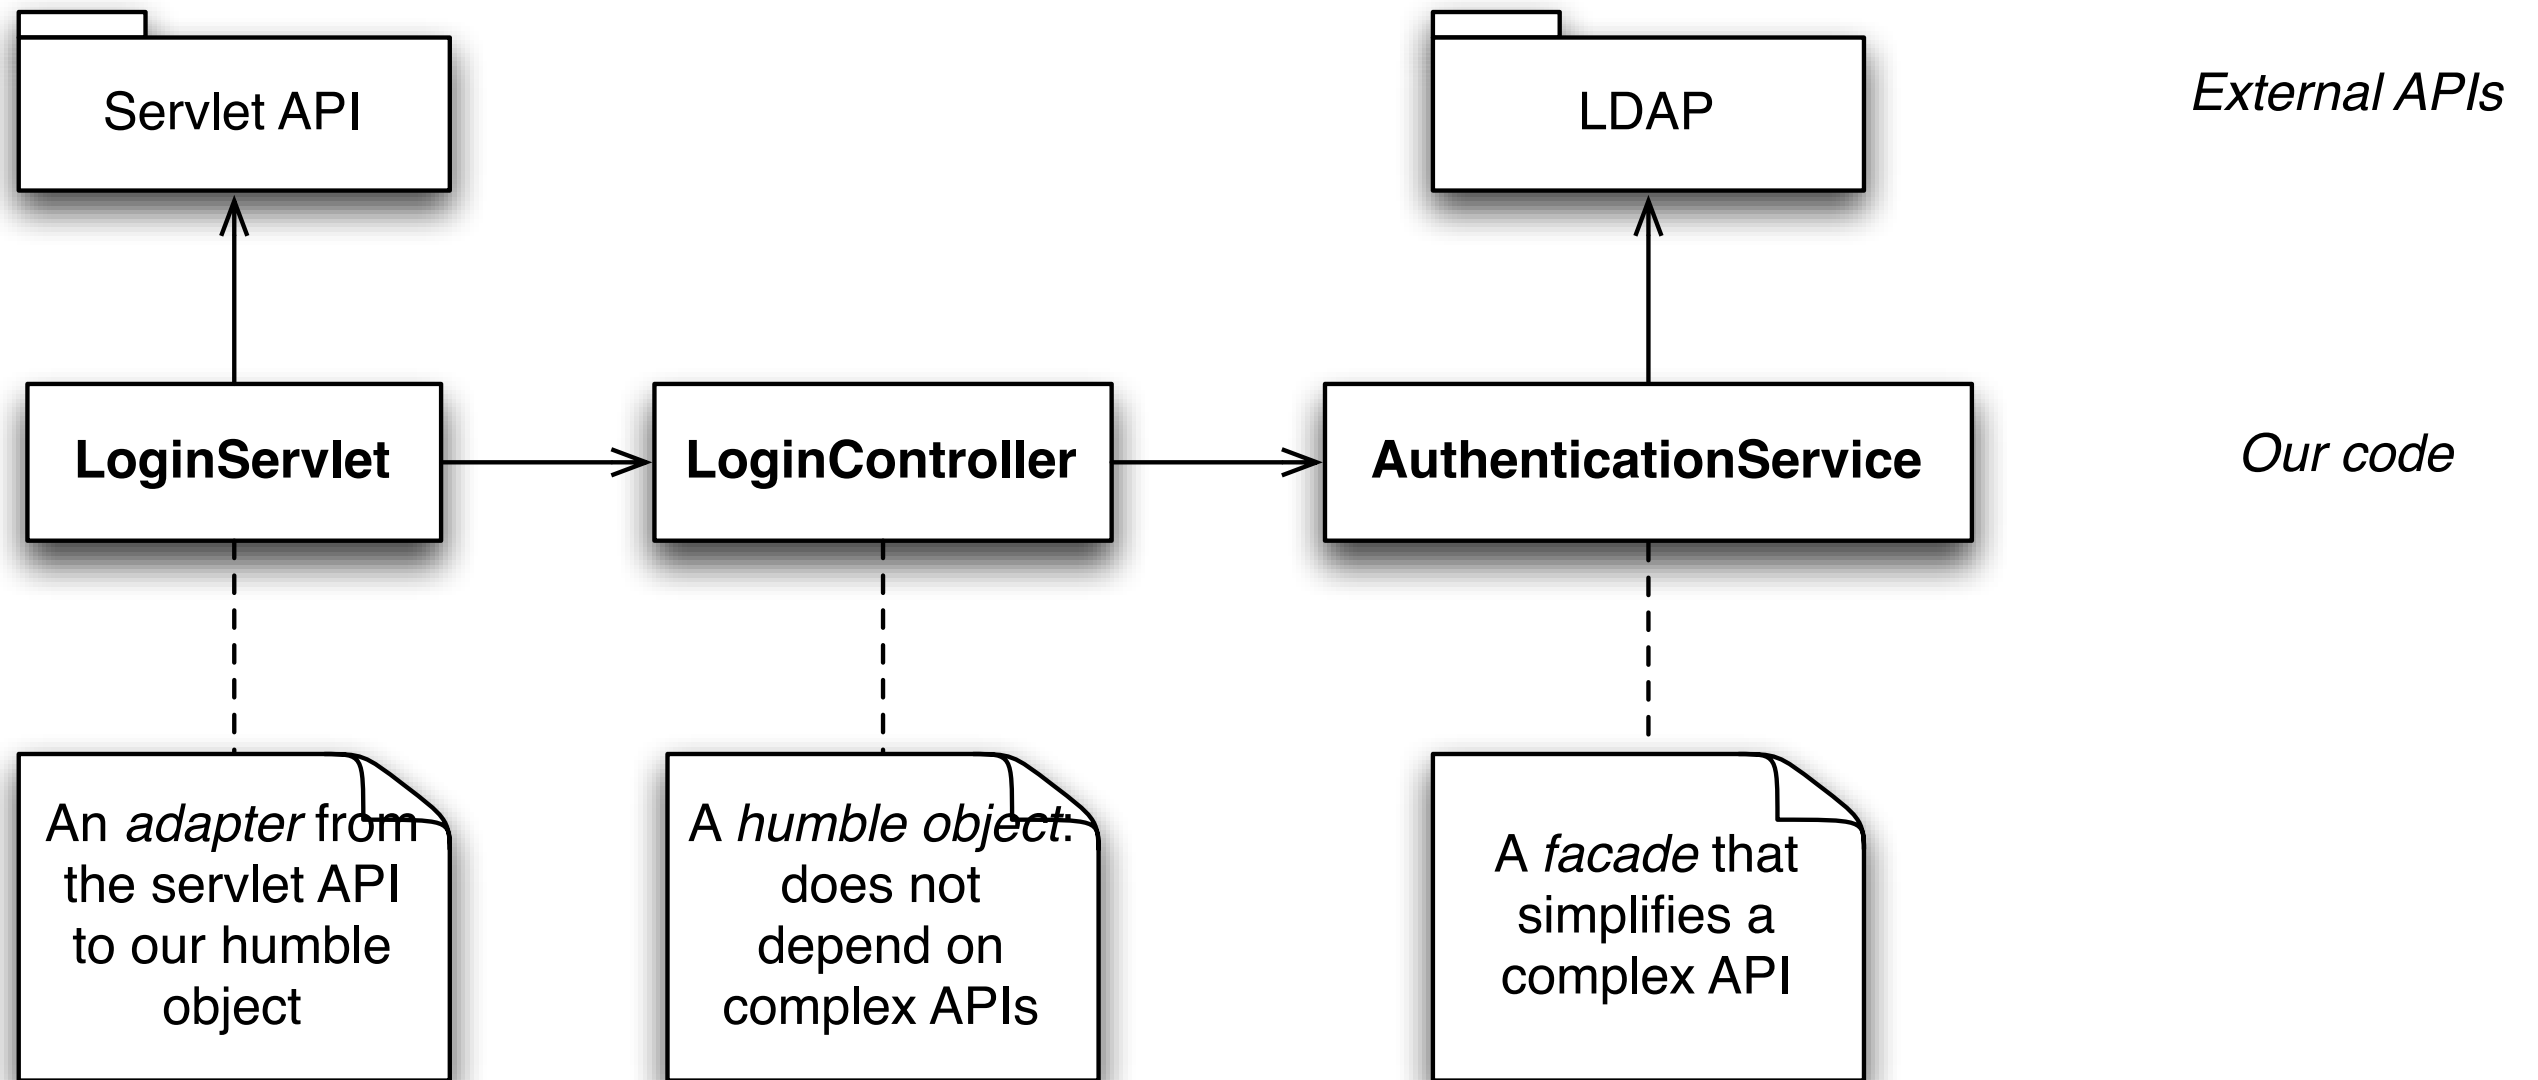 Servlet API
LDAP
External APIs
LoginServlet
LoginController
AuthenticationService
Our code
An adapter from
the servlet API
to our humble
object
A humble object:
does not
depend on
complex APIs
A facade that
simplifies a
complex API